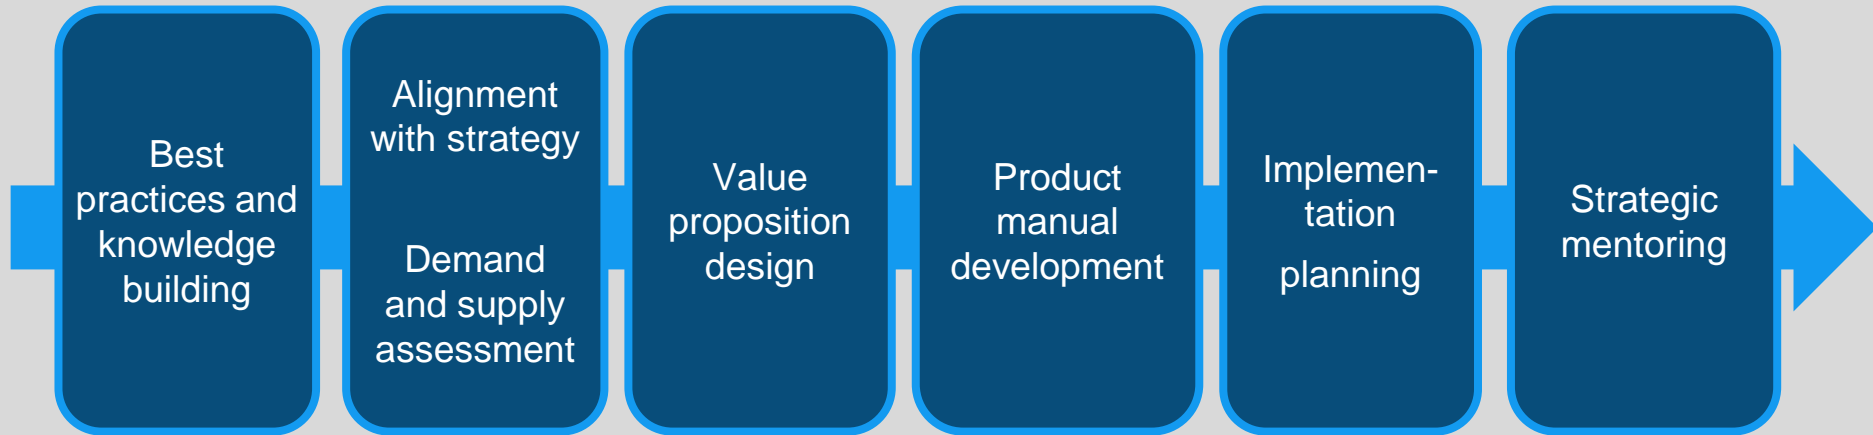 Best
practices and
knowledge
building
Alignment
with strategy
Demand
and supply
assessment
Value
proposition
design
Product
manual
development
Implemen-
tation
planning
Strategic
mentoring